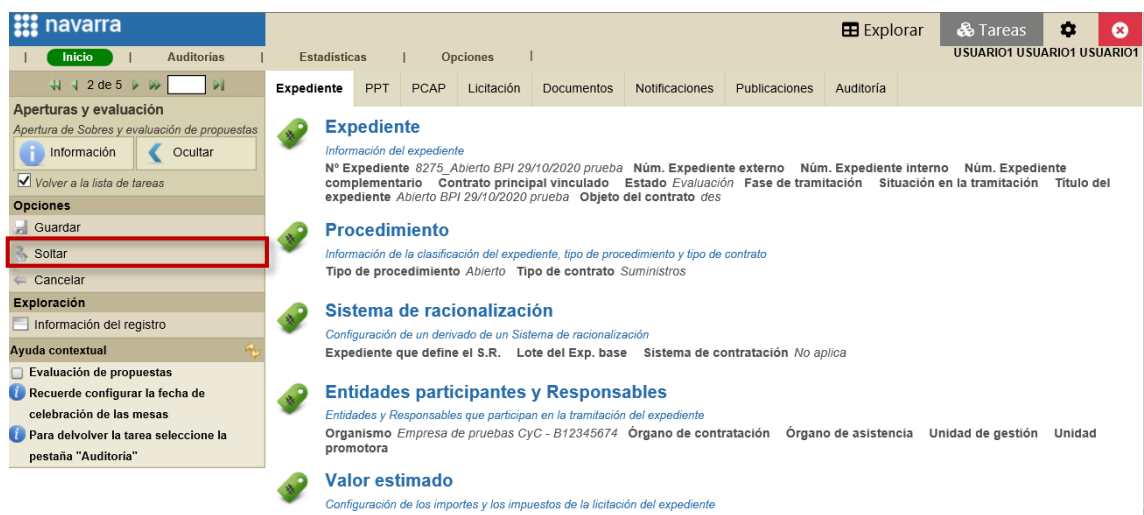 navarra
Explorar
Tareas
| Inicio | Auditorias | Estadísticas | Opciones |
USUARIO1 USUARIO1 USUARIO1
2 de 5
Expediente PPT PCAP Licitación Documentos Notificaciones Publicaciones Auditoría
Aperturas y evaluación
Apertura de Sobres y evaluación de propuestas
Información
Ocultar
Volver a la lista de tareas
Opciones
Guardar
Soltar
Cancelar
Exploración
Información del registro
Ayuda contextual
Evaluación de propuestas
Recuerde configurar la fecha de
celebración de las mesas
Para delvolver la tarea seleccione la
pestaña "Auditoría"
Expediente
Información del expediente
Nº Expediente 8275_Abierto BPI 29/10/2020 prueba Núm. Expediente externo Núm. Expediente interno Núm. Expediente
complementario Contrato principal vinculado Estado Evaluación Fase de tramitación Situación en la tramitación Título del
expediente Abierto BPI 29/10/2020 prueba Objeto del contrato des
Procedimiento
Información de la clasificación del expediente, tipo de procedimiento y tipo de contrato
Tipo de procedimiento Abierto Tipo de contrato Suministros
Sistema de racionalización
Configuración de un derivado de un Sistema de racionalización
Expediente que define el S.R. Lote del Exp. base Sistema de contratación No aplica
Entidades participantes y Responsables
Entidades y Responsables que participan en la tramitación del expediente
Organismo Empresa de pruebas CyC - B12345674 Órgano de contratación Órgano de asistencia Unidad de gestión Unidad
promotora
Valor estimado
Configuración de los importes y los impuestos de la licitación del expediente